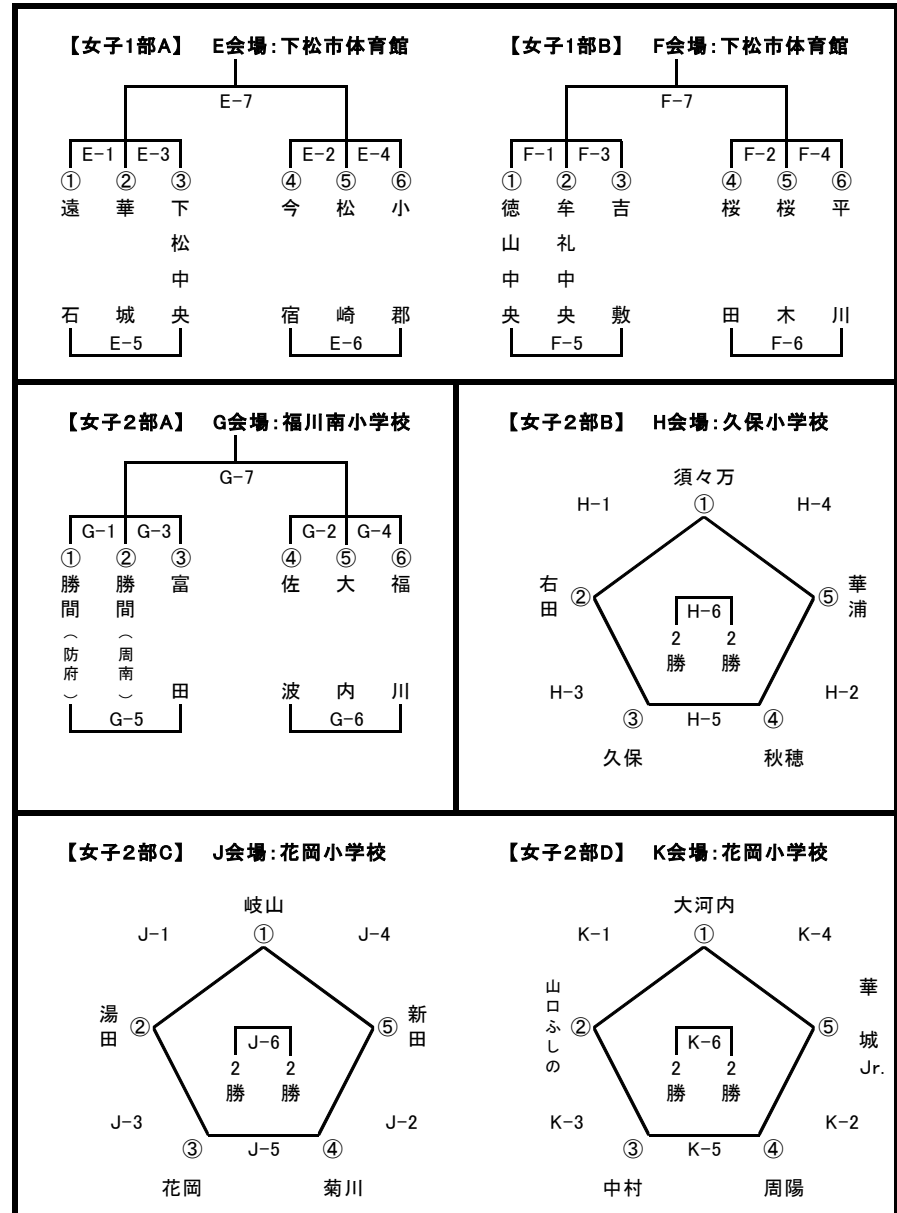 【女子1部A】　E会場：下松市体育館
E-7
E-1 E-3 E-2 E-4
① ② ③ ④ ⑤ ⑥
遠石 華城 下松中央 今宿 松崎 小郡
E-5 E-6
【女子1部B】　F会場：下松市体育館
F-7
F-1 F-3 F-2 F-4
① ② ③ ④ ⑤ ⑥
徳山中央 牟礼中央 吉敷 桜田 桜木 平川
F-5 F-6
【女子2部A】　G会場：福川南小学校
G-7
G-1 G-3 G-2 G-4
① ② ③ ④ ⑤ ⑥
勝間（防府） 勝間（周南） 富田 佐波 大内 福川
G-5 G-6
【女子2部B】　H会場：久保小学校
須々万
H-1 ① H-4
右田 ② ⑤ 華浦
H-6
2勝 2勝
H-3 H-2
③ H-5 ④
久保 秋穂
【女子2部C】　J会場：花岡小学校
岐山
J-1 ① J-4
湯田 ② ⑤ 新田
J-6
2勝 2勝
J-3 J-2
③ J-5 ④
花岡 菊川
【女子2部D】　K会場：花岡小学校
大河内
K-1 ① K-4
山口ふしの ② ⑤ 華城Jr.
K-6
2勝 2勝
K-3 K-2
③ K-5 ④
中村 周陽